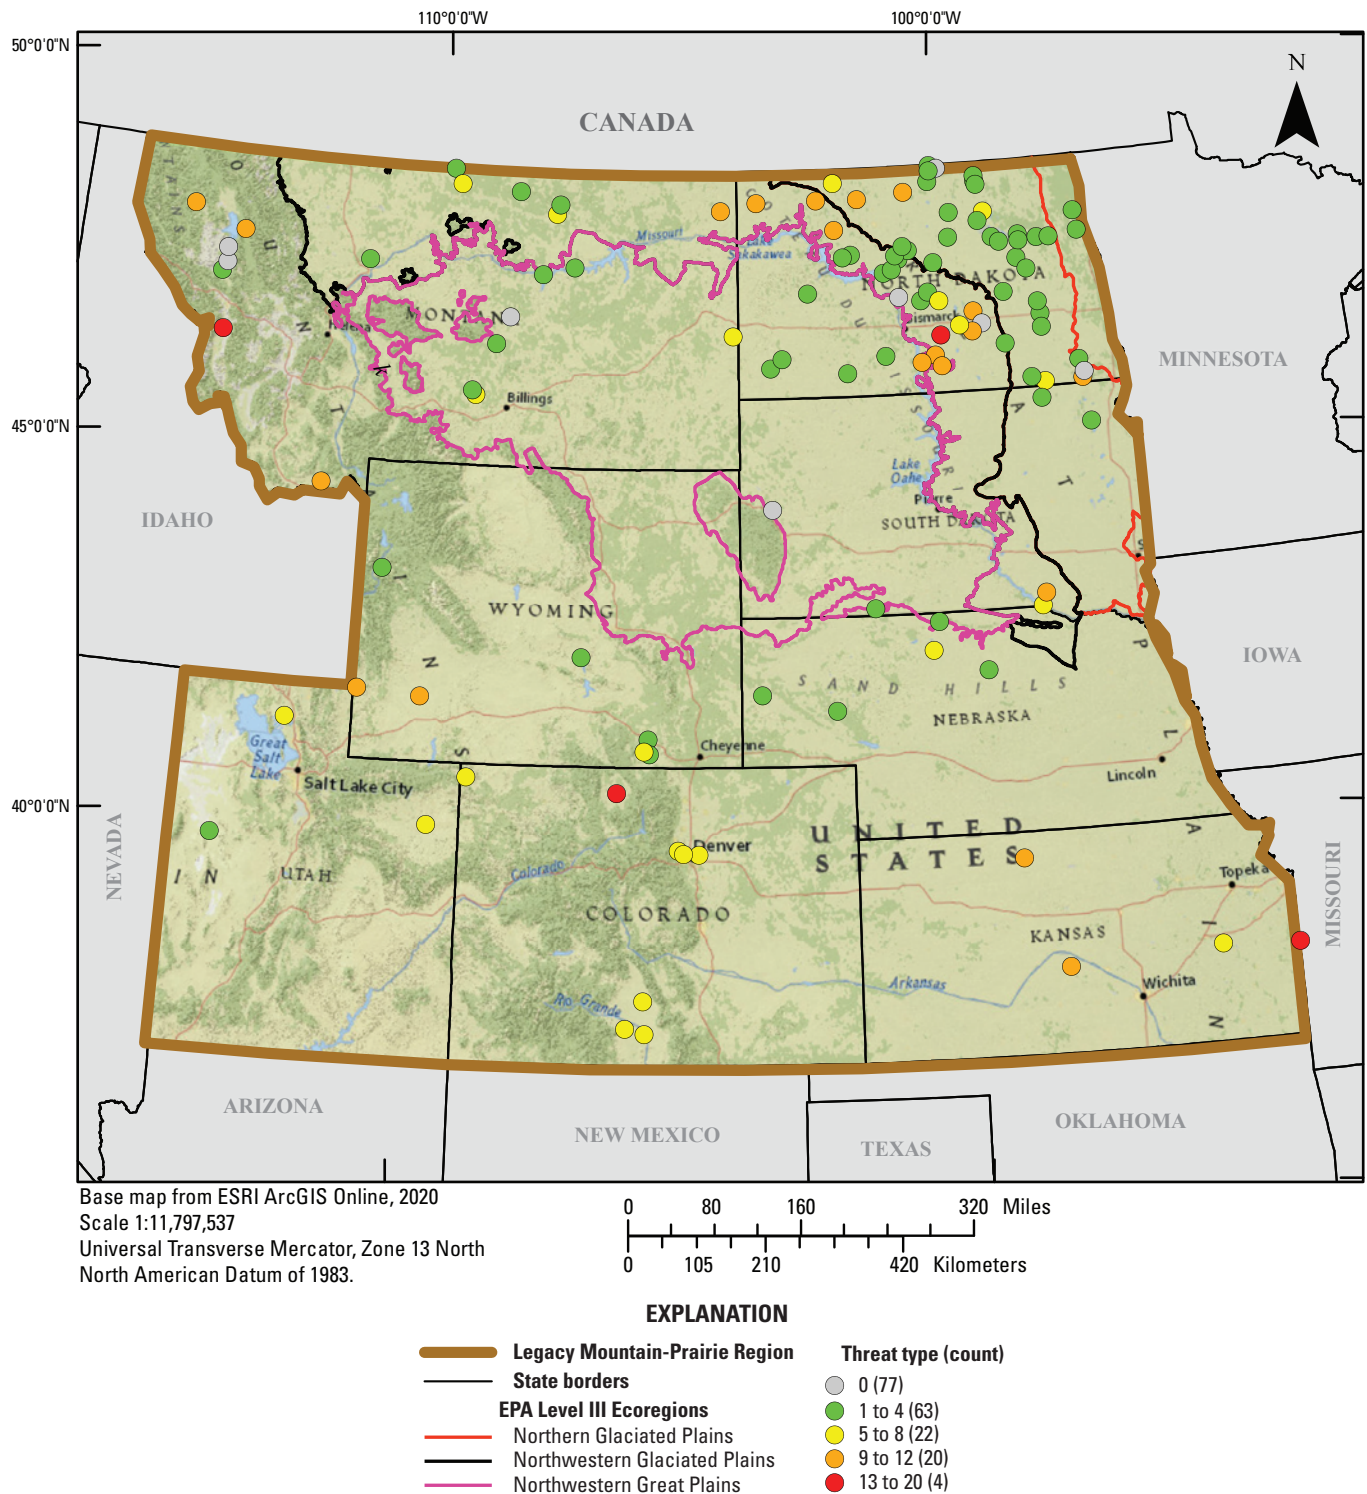 110°0'0"W
100°0'0"W
50°0'0"N
N
CANADA
MONTANA
Missouri
Lake
Sakakawea
NORTH DAKOTA
Bismarck
Helena
MINNESOTA
Billings
45°0'0"N
Lake
Oahe
Pierre
SOUTH DAKOTA
IDAHO
WYOMING
IOWA
SAND HILLS
NEBRASKA
Great
Salt
Lake
Cheyenne
Salt Lake City
Lincoln
40°0'0"N
NEVADA
UNITED
STATES
Denver
Colorado
Topeka
UTAH
COLORADO
KANSAS
MISSOURI
Arkansas
Wichita
Rio Grande
ARIZONA
NEW MEXICO
TEXAS
OKLAHOMA
Base map from ESRI ArcGIS Online, 2020
Scale 1:11,797,537
Universal Transverse Mercator, Zone 13 North
North American Datum of 1983.
0 80 160 320 Miles
0 105 210 420 Kilometers
EXPLANATION
Legacy Mountain-Prairie Region
State borders
EPA Level III Ecoregions
Northern Glaciated Plains
Northwestern Glaciated Plains
Northwestern Great Plains
Threat type (count)
0 (77)
1 to 4 (63)
5 to 8 (22)
9 to 12 (20)
13 to 20 (4)